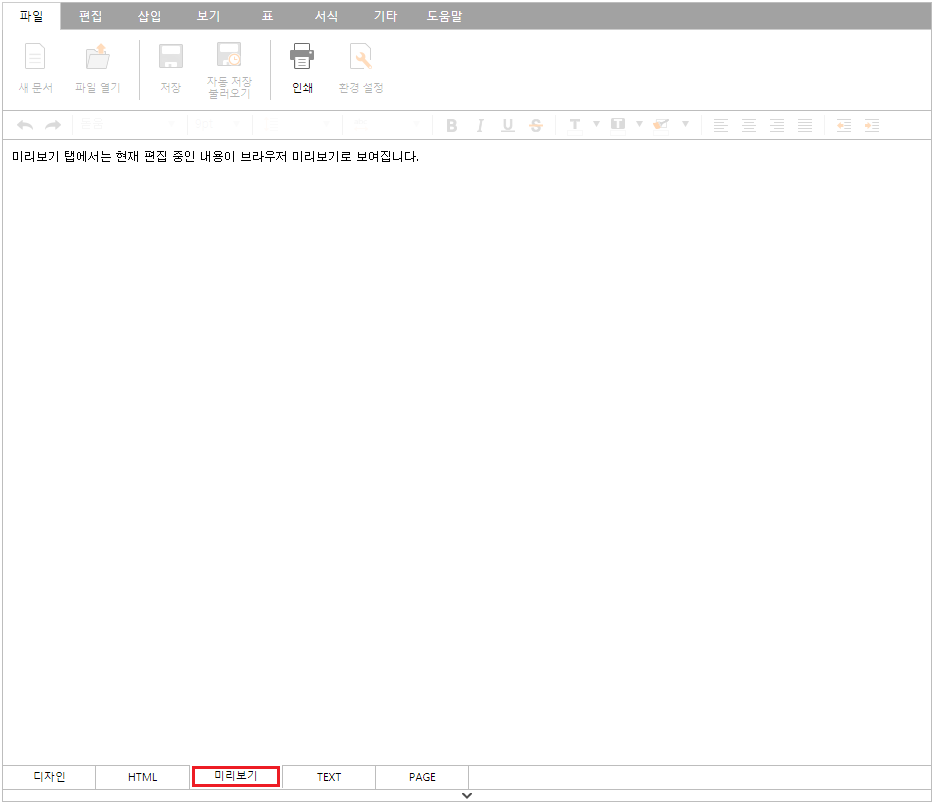 파일 편집 삽입 보기 표 서식 기타 도움말
새 문서 파일 열기 저장 자동 저장 불러오기 인쇄 환경 설정
미리보기 탭에서는 현재 편집 중인 내용이 브라우저 미리보기로 보여집니다.
디자인 HTML 미리보기 TEXT PAGE